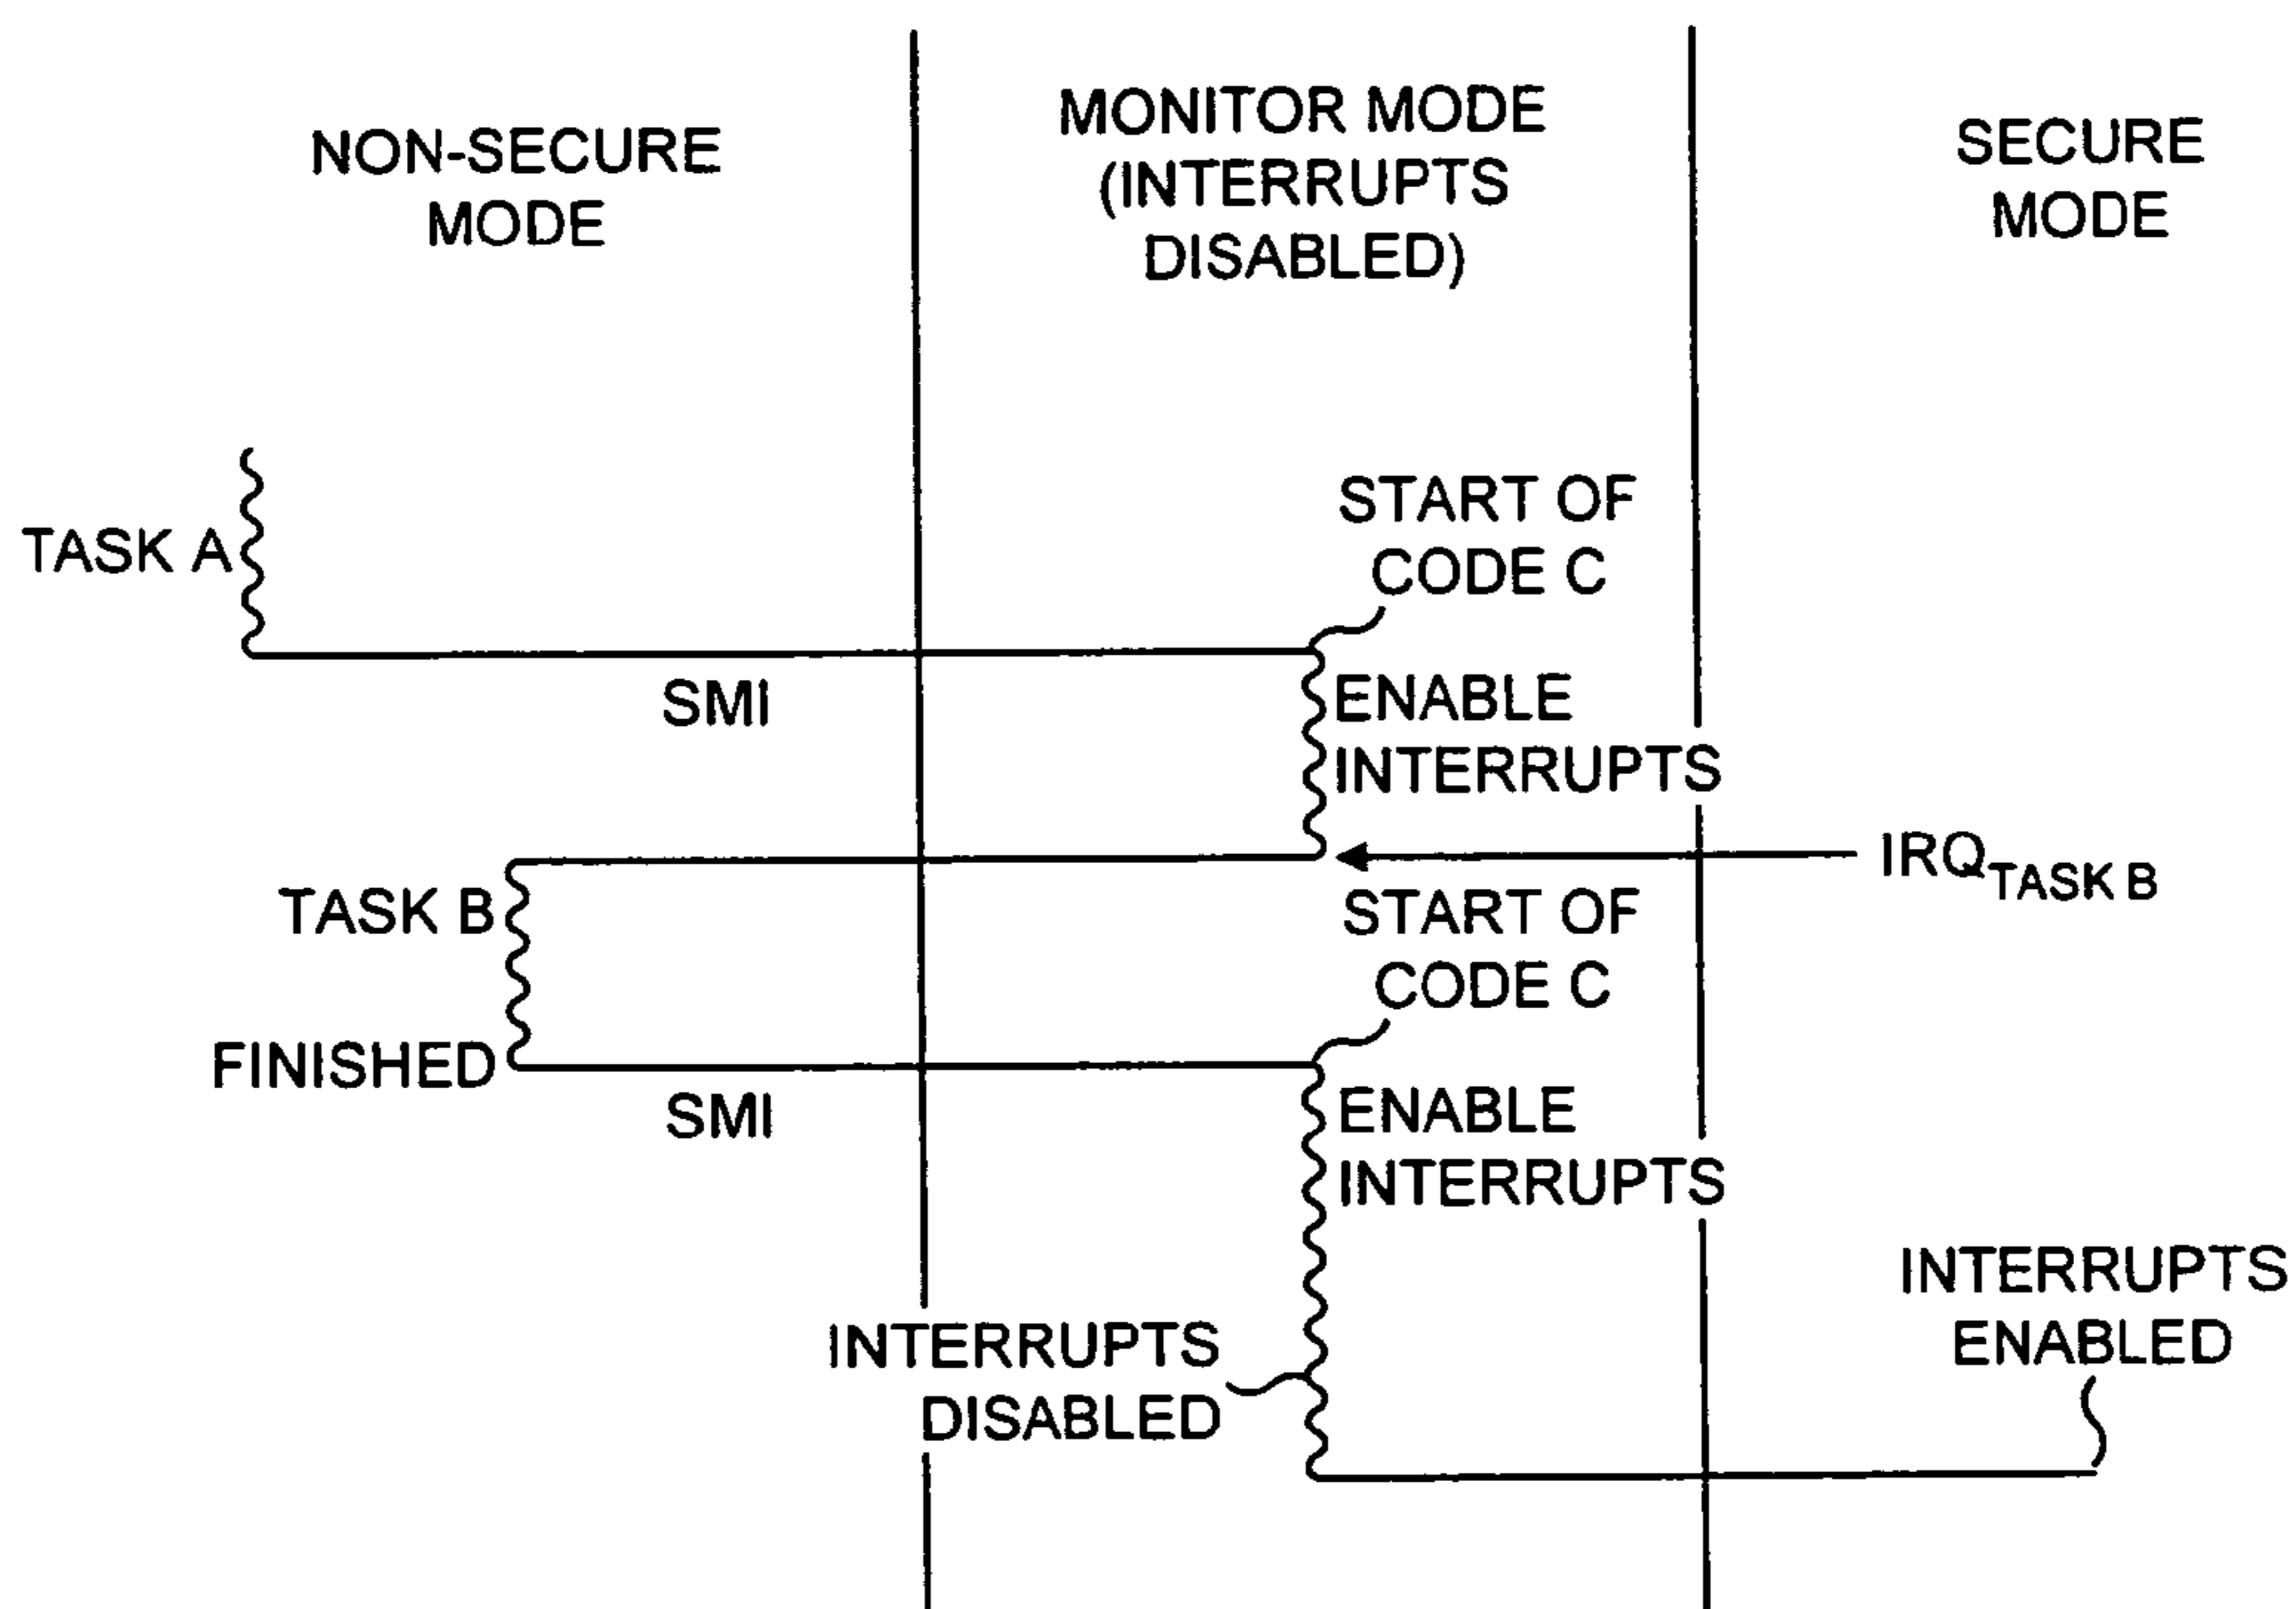 NON-SECURE
MODE
MONITOR MODE
(INTERRUPTS
DISABLED)
SECURE
MODE
TASK A
START OF
CODE C
SMI
ENABLE
INTERRUPTS
IRQTASK B
TASK B
START OF
CODE C
FINISHED
SMI
ENABLE
INTERRUPTS
INTERRUPTS
DISABLED
INTERRUPTS
ENABLED